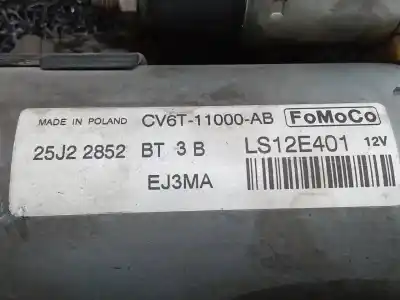 MADE IN POLAND CV6T-11000-AB FoMoCo
25J2 2852 BT 3 B LS12E401 12V
EJ3MA